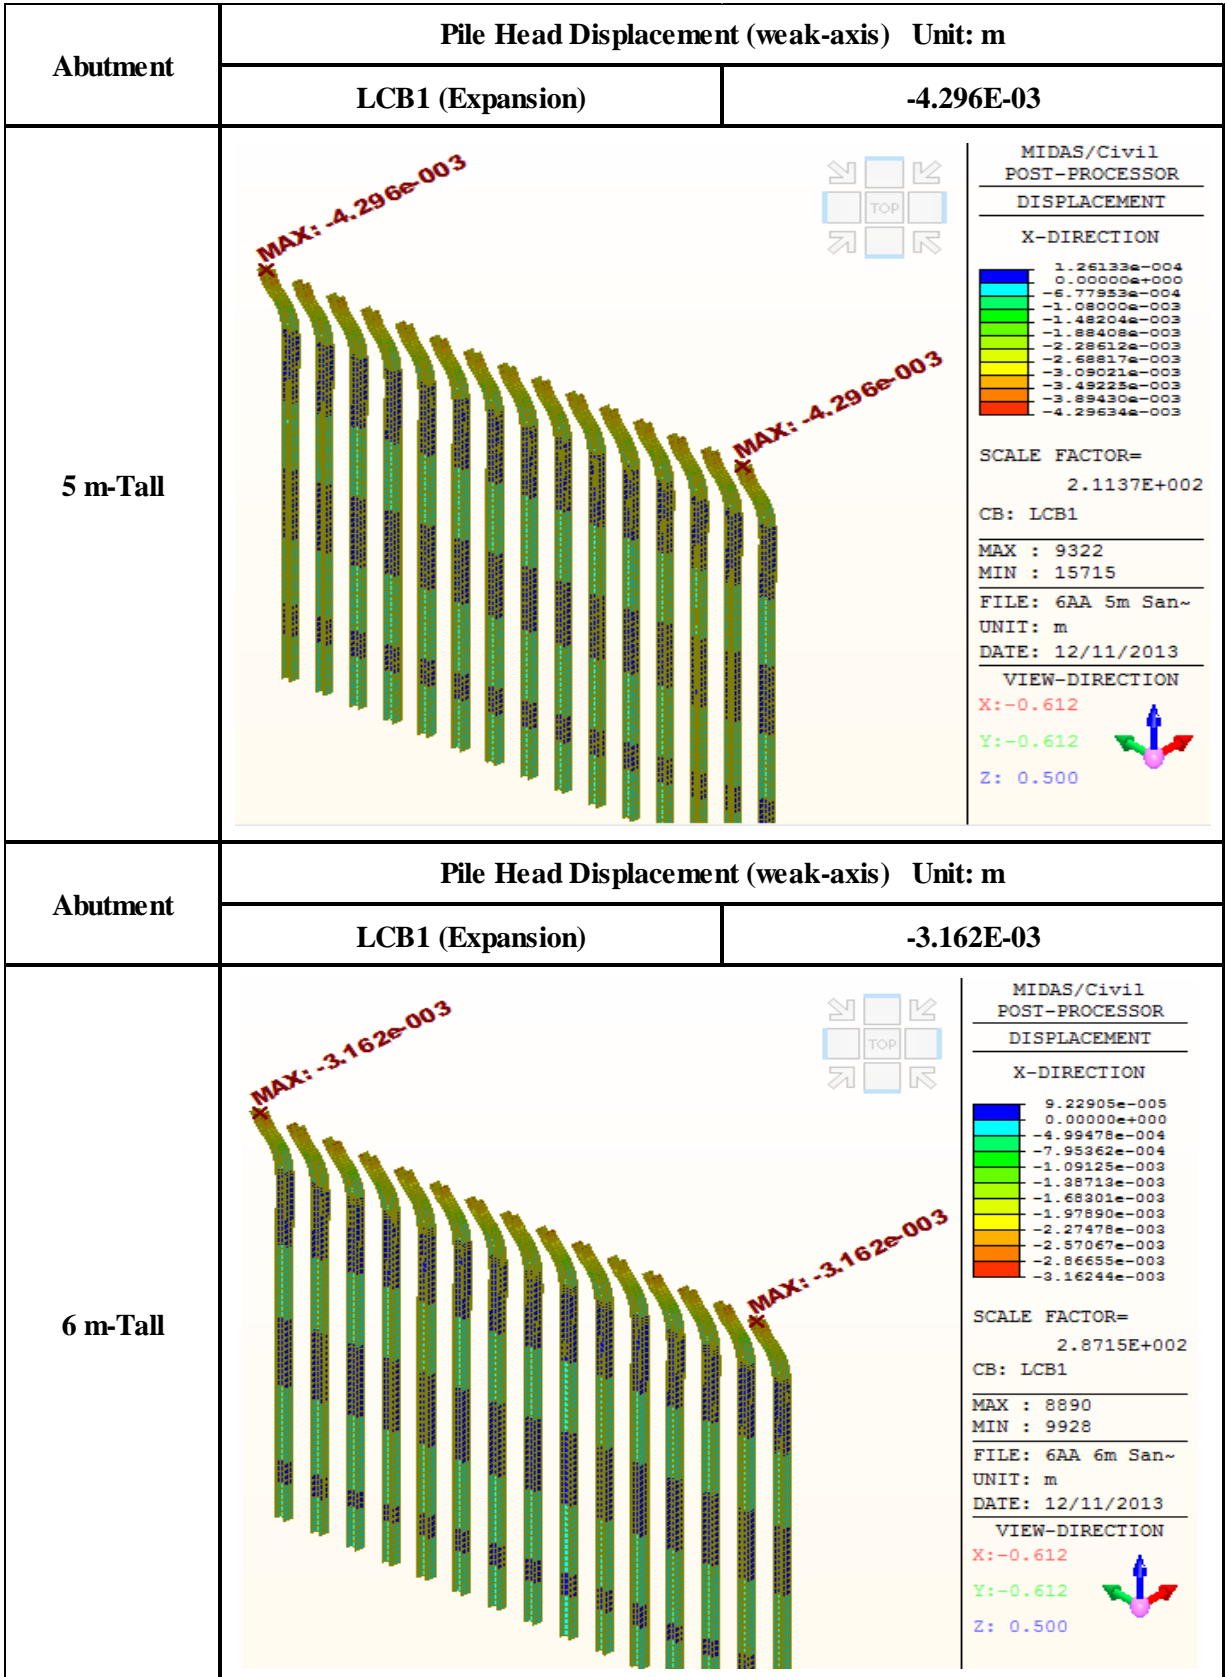 Abutment
Pile Head Displacement (weak-axis) Unit: m
LCB1 (Expansion)
-4.296E-03
5 m-Tall
MAX: -4.296e-003
MAX: -4.296e-003
TOP
MIDAS/Civil
POST-PROCESSOR
DISPLACEMENT
X-DIRECTION
1.26133e-004
0.00000e+000
-6.77953e-004
-1.08000e-003
-1.48204e-003
-1.88408e-003
-2.28612e-003
-2.68817e-003
-3.09021e-003
-3.49225e-003
-3.89430e-003
-4.29634e-003
SCALE FACTOR=
2.1137E+002
CB: LCB1
MAX : 9322
MIN : 15715
FILE: 6AA 5m San~
UNIT: m
DATE: 12/11/2013
VIEW-DIRECTION
X:-0.612
Y:-0.612
Z: 0.500
Abutment
Pile Head Displacement (weak-axis) Unit: m
LCB1 (Expansion)
-3.162E-03
6 m-Tall
MAX: -3.162e-003
MAX: -3.162e-003
TOP
MIDAS/Civil
POST-PROCESSOR
DISPLACEMENT
X-DIRECTION
9.22905e-005
0.00000e+000
-4.99478e-004
-7.95362e-004
-1.09125e-003
-1.38713e-003
-1.68301e-003
-1.97890e-003
-2.27478e-003
-2.57067e-003
-2.86655e-003
-3.16244e-003
SCALE FACTOR=
2.8715E+002
CB: LCB1
MAX : 8890
MIN : 9928
FILE: 6AA 6m San~
UNIT: m
DATE: 12/11/2013
VIEW-DIRECTION
X:-0.612
Y:-0.612
Z: 0.500